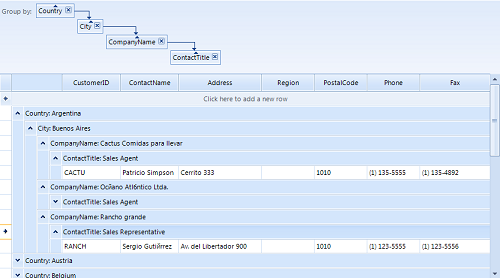 Group by: Country
City
CompanyName
ContactTitle
CustomerID ContactName Address Region PostalCode Phone Fax
Click here to add a new row
Country: Argentina
City: Buenos Aires
CompanyName: Cactus Comidas para llevar
ContactTitle: Sales Agent
CACTU Patricio Simpson Cerrito 333 1010 (1) 135-5555 (1) 135-4892
CompanyName: Océano Atlántico Ltda.
ContactTitle: Sales Agent
CompanyName: Rancho grande
ContactTitle: Sales Representative
RANCH Sergio Gutiérrez Av. del Libertador 900 1010 (1) 123-5555 (1) 123-5556
Country: Austria
Country: Belgium